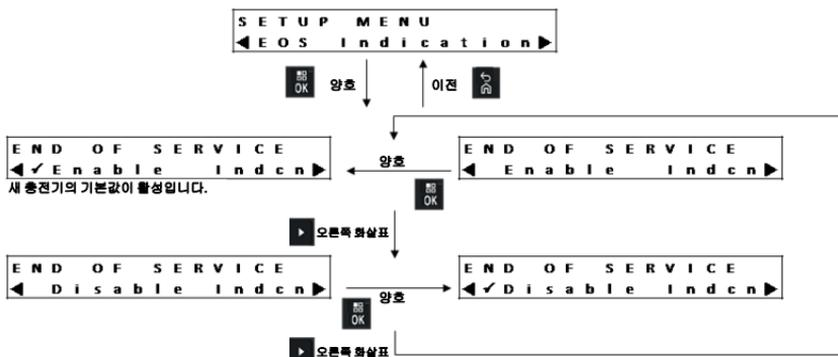 SETUP MENU
◀EOS Indication▶
OK 양호 이전
END OF SERVICE
◀✓Enable Indcn▶
새 충전기의 기본값이 활성입니다.
양호
OK
END OF SERVICE
◀ Enable Indcn▶
오른쪽 화살표
END OF SERVICE
◀ Disable Indcn▶
양호
OK
END OF SERVICE
◀✓Disable Indcn▶
오른쪽 화살표